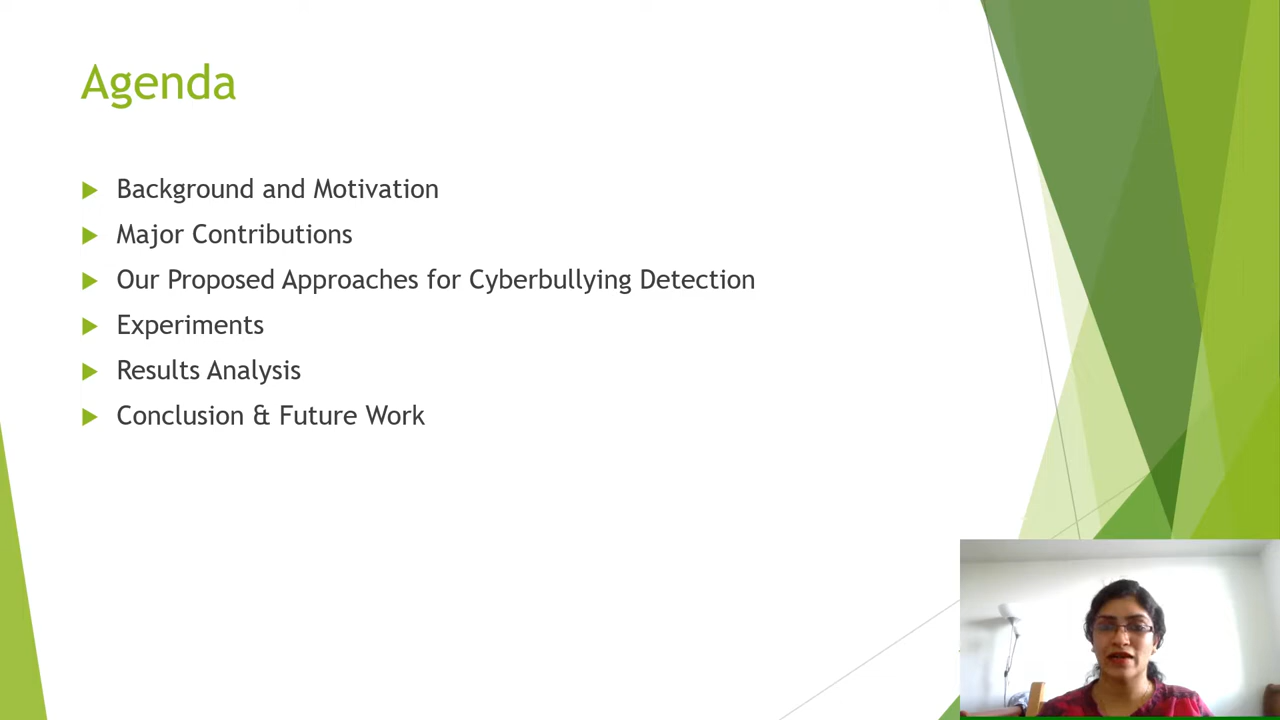 Agenda
Background and Motivation
Major Contributions
Our Proposed Approaches for Cyberbullying Detection
Experiments
Results Analysis
Conclusion & Future Work